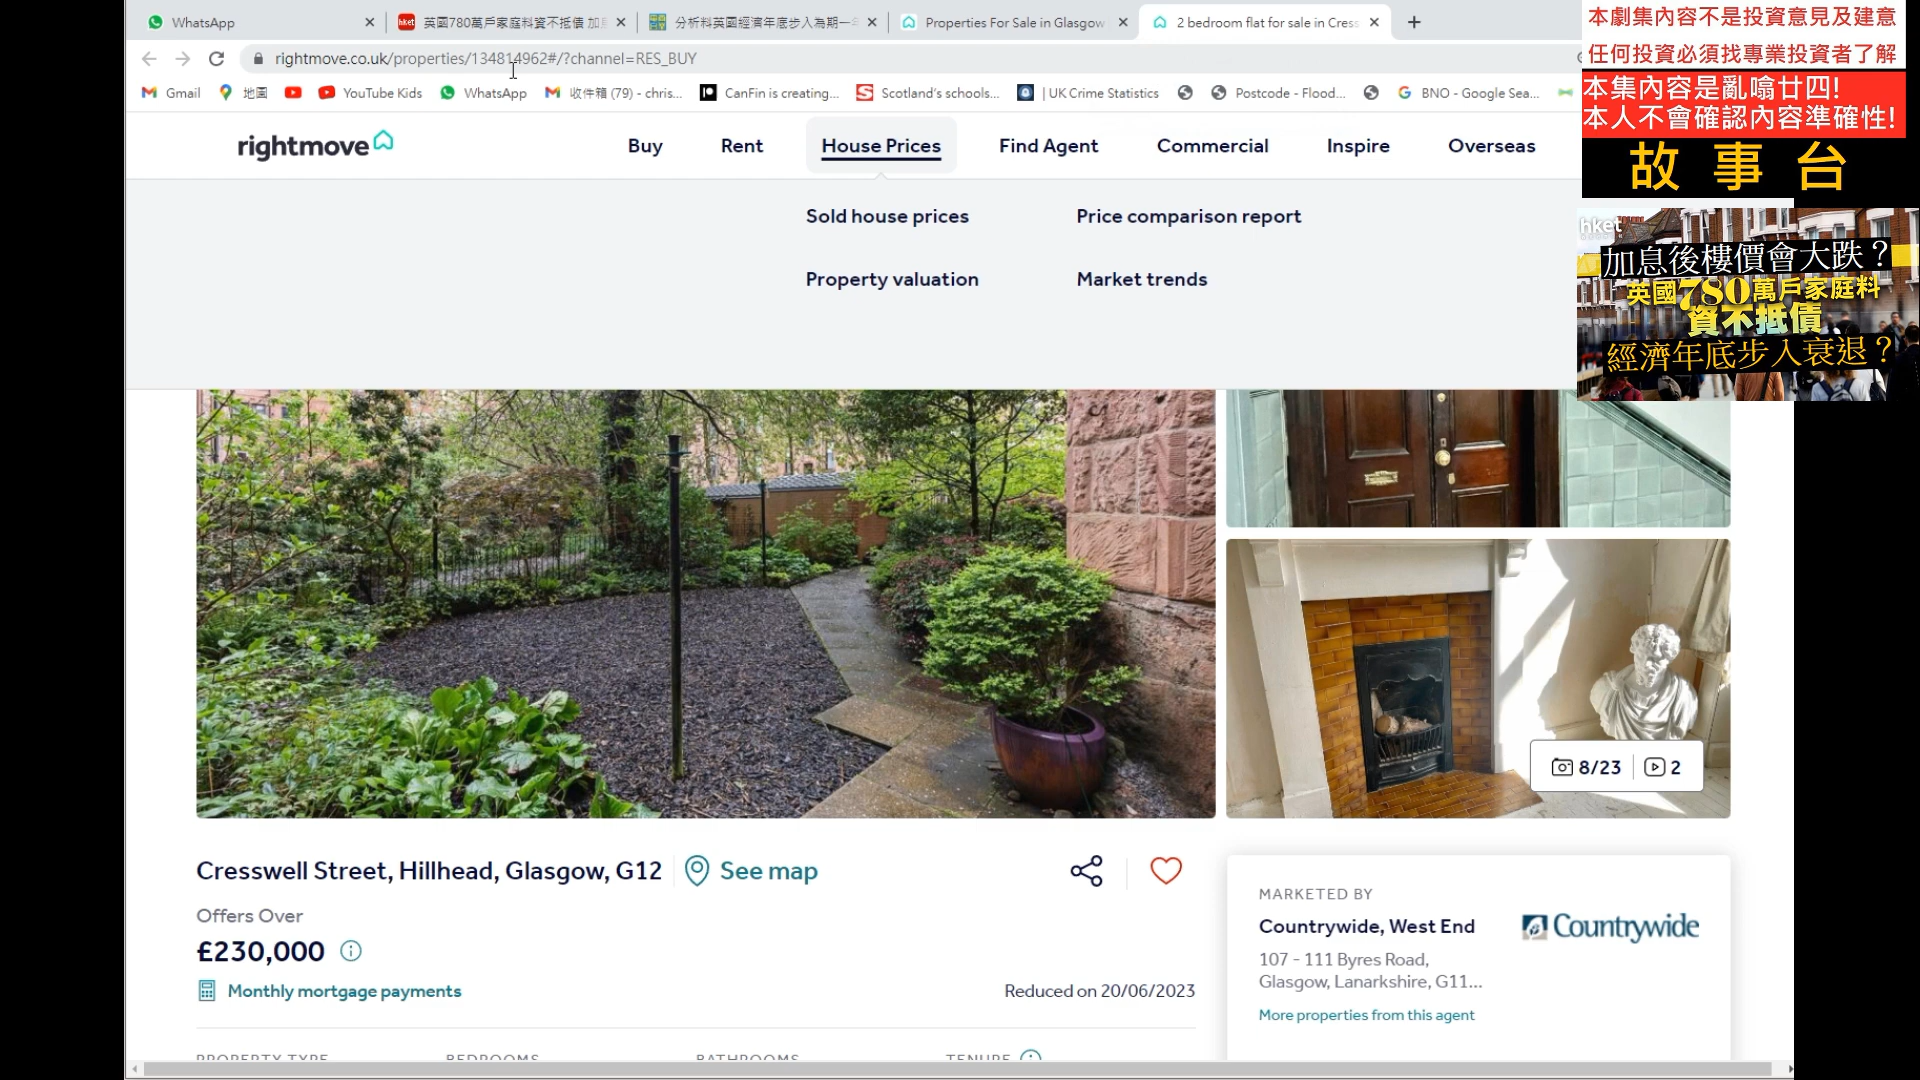 WhatsApp
英國780萬戶家庭料資不抵債 加
分析料英國經濟年底步入為期一
Properties For Sale in Glasgow
2 bedroom flat for sale in Cress
rightmove.co.uk/properties/134814962#/?channel=RES_BUY
Gmail
地圖
YouTube Kids
WhatsApp
收件箱 (79) - chris...
CanFin is creating...
Scotland's schools...
| UK Crime Statistics
Postcode - Flood...
BNO - Google Sea...
本劇集內容不是投資意見及建意
任何投資必須找專業投資者了解
本集內容是亂噏廿四!
本人不會確認內容準確性!
故事台
rightmove
Buy
Rent
House Prices
Find Agent
Commercial
Inspire
Overseas
Sold house prices
Price comparison report
Property valuation
Market trends
hket
加息後樓價會大跌？
英國780萬戶家庭料
資不抵債
經濟年底步入衰退？
8/23
2
Cresswell Street, Hillhead, Glasgow, G12
See map
Offers Over
£230,000
Monthly mortgage payments
Reduced on 20/06/2023
MARKETED BY
Countrywide, West End
Countrywide
107 - 111 Byres Road,
Glasgow, Lanarkshire, G11...
More properties from this agent
PROPERTY TYPE
BEDROOMS
BATHROOMS
TENURE